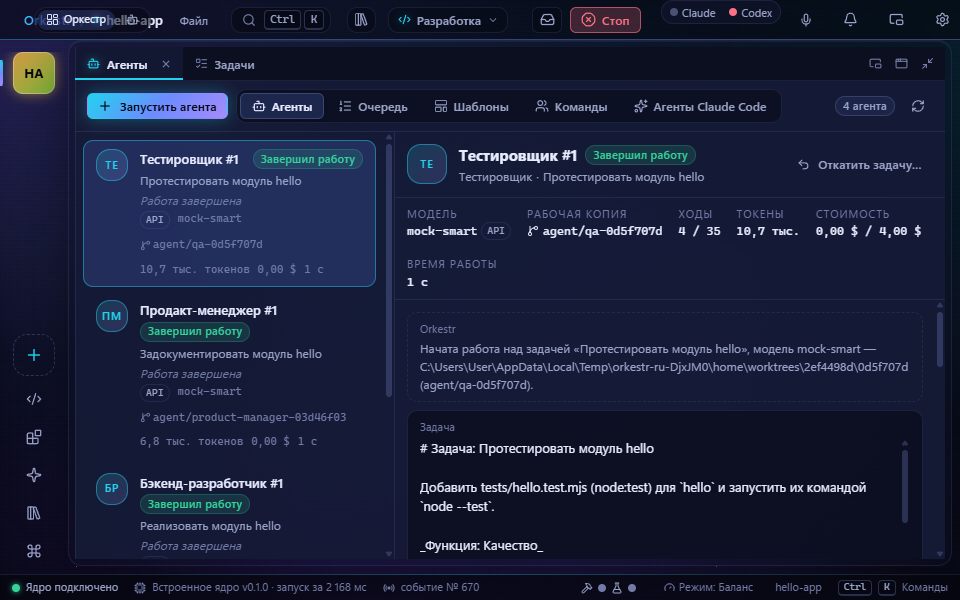 Оркестр
hello-app
Файл
Ctrl K
Разработка
Стоп
Claude
Codex
HA
Агенты
Задачи
Запустить агента
Агенты
Очередь
Шаблоны
Команды
Агенты Claude Code
4 агента
ТЕ
Тестировщик #1
Завершил работу
Протестировать модуль hello
Работа завершена
API mock-smart
agent/qa-0d5f707d
10,7 тыс. токенов 0,00 $ 1 с
ПМ
Продакт-менеджер #1
Завершил работу
Задокументировать модуль hello
Работа завершена
API mock-smart
agent/product-manager-03d46f03
6,8 тыс. токенов 0,00 $ 1 с
БР
Бэкенд-разработчик #1
Завершил работу
Реализовать модуль hello
Работа завершена
ТЕ
Тестировщик #1
Завершил работу
Тестировщик · Протестировать модуль hello
Откатить задачу...
МОДЕЛЬ
mock-smart API
РАБОЧАЯ КОПИЯ
agent/qa-0d5f707d
ХОДЫ
4 / 35
ТОКЕНЫ
10,7 тыс.
СТОИМОСТЬ
0,00 $ / 4,00 $
ВРЕМЯ РАБОТЫ
1 с
Orkestr
Начата работа над задачей «Протестировать модуль hello», модель mock-smart —
C:\Users\User\AppData\Local\Temp\orkestr-ru-DjxJM0\home\worktrees\2ef4498d\0d5f707d
(agent/qa-0d5f707d).
Задача
# Задача: Протестировать модуль hello
Добавить tests/hello.test.mjs (node:test) для `hello` и запустить их командой
`node --test`.
_Функция: Качество_
Ядро подключено
Встроенное ядро v0.1.0 · запуск за 2 168 мс
событие № 670
Режим: Баланс
hello-app
Ctrl K Команды